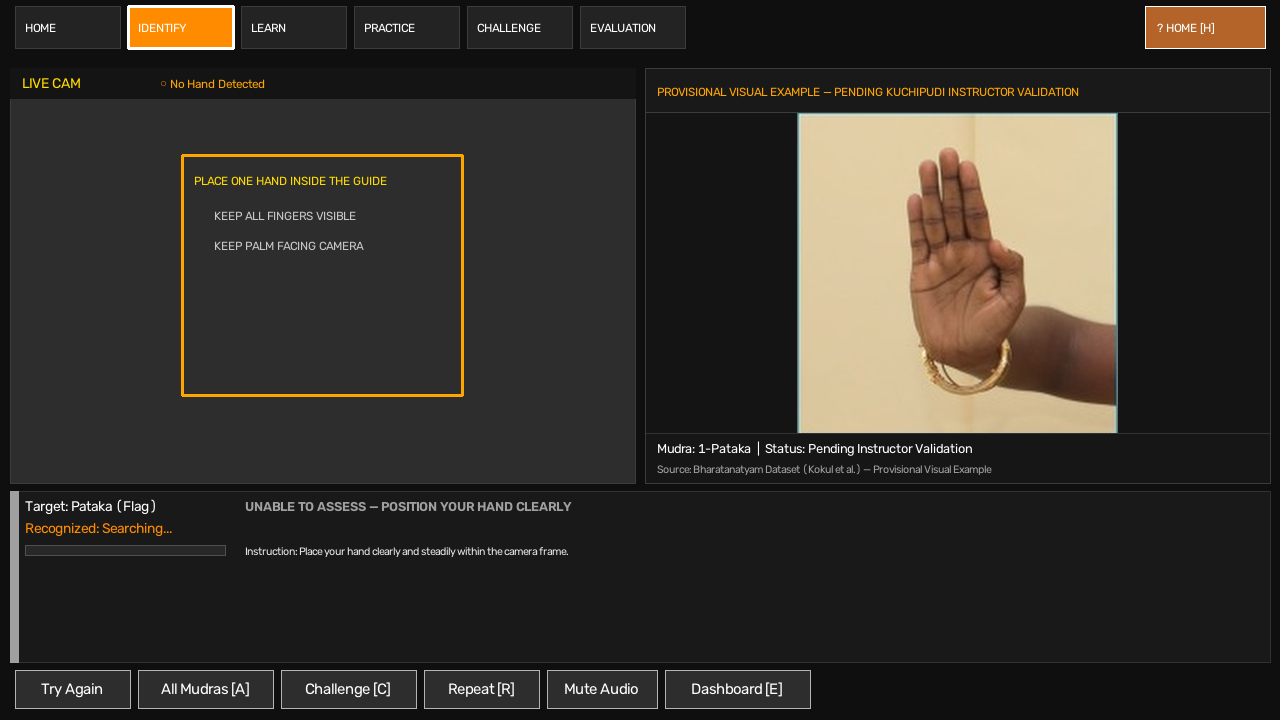 HOME
IDENTIFY
LEARN
PRACTICE
CHALLENGE
EVALUATION
? HOME [H]
LIVE CAM
○ No Hand Detected
PLACE ONE HAND INSIDE THE GUIDE
KEEP ALL FINGERS VISIBLE
KEEP PALM FACING CAMERA
PROVISIONAL VISUAL EXAMPLE — PENDING KUCHIPUDI INSTRUCTOR VALIDATION
Mudra: 1-Pataka | Status: Pending Instructor Validation
Source: Bharatanatyam Dataset (Kokul et al.) — Provisional Visual Example
Target: Pataka (Flag)
Recognized: Searching...
UNABLE TO ASSESS — POSITION YOUR HAND CLEARLY
Instruction: Place your hand clearly and steadily within the camera frame.
Try Again
All Mudras [A]
Challenge [C]
Repeat [R]
Mute Audio
Dashboard [E]